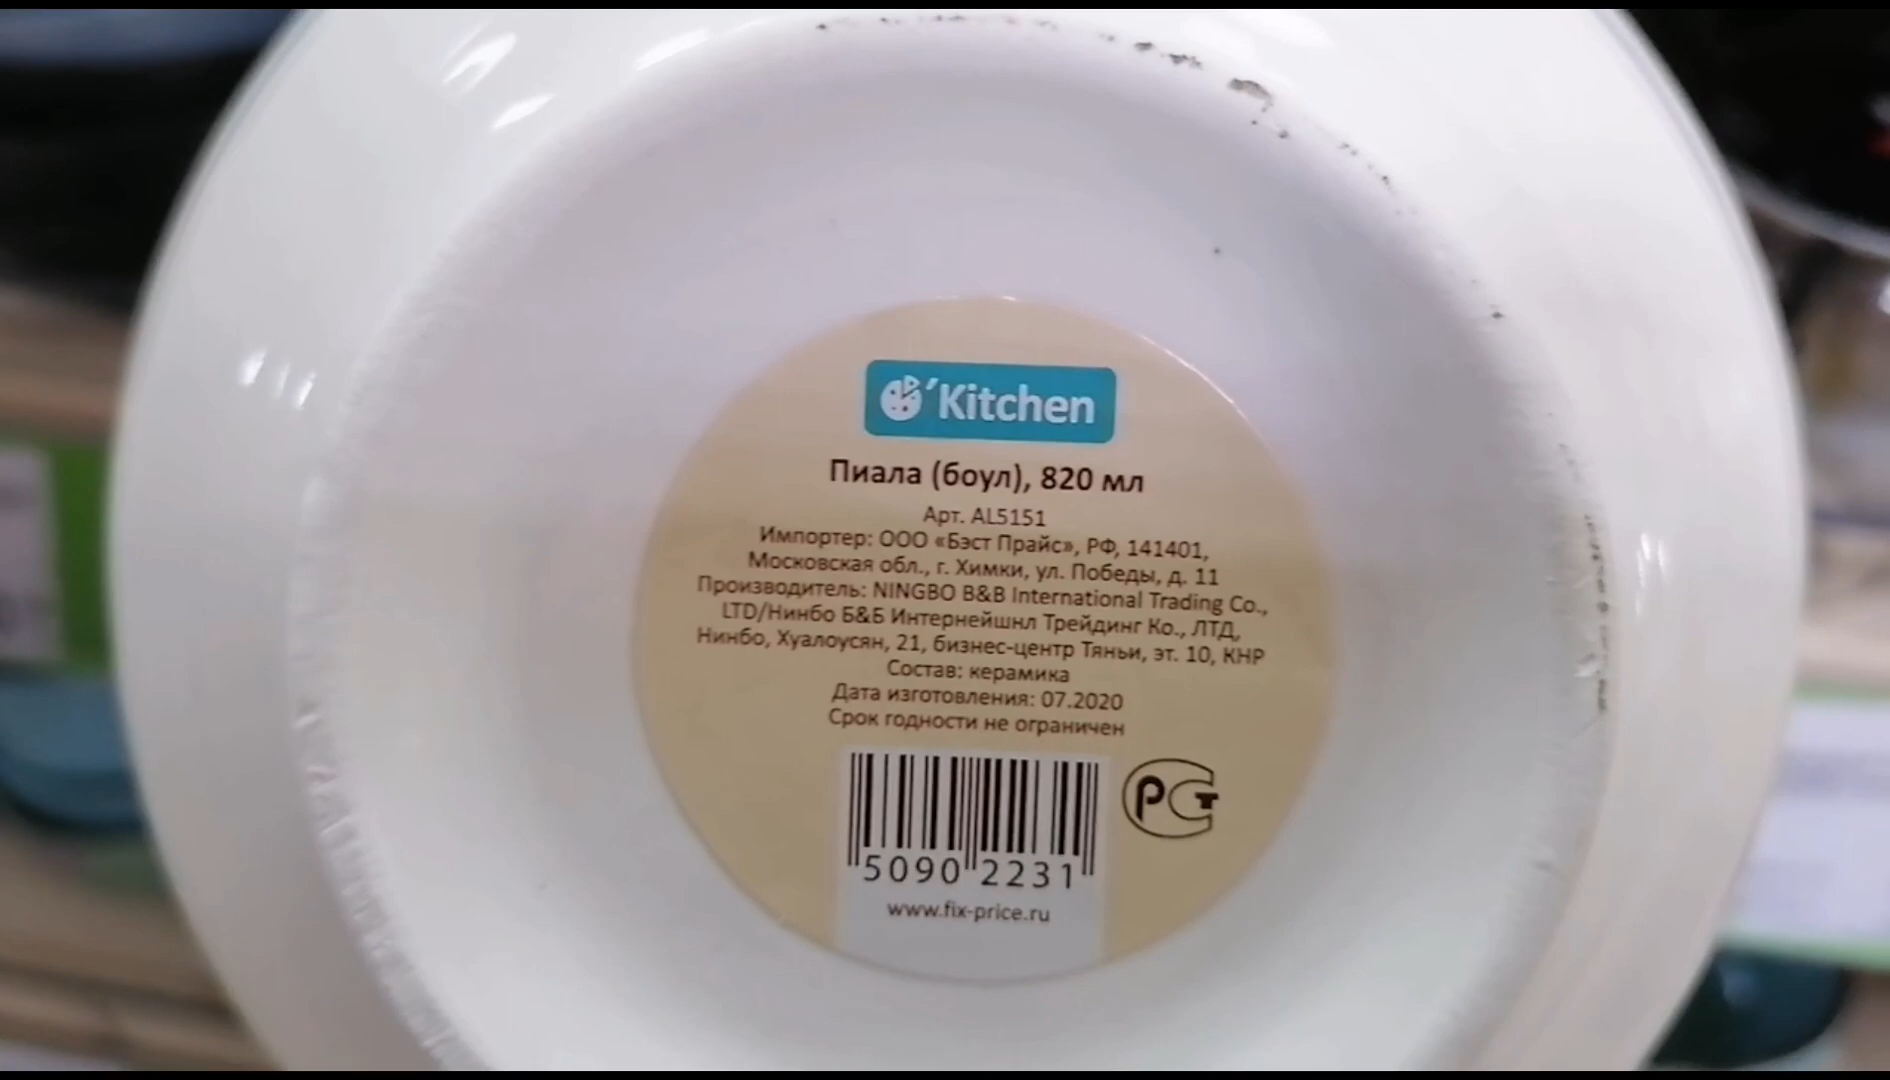 'Kitchen
Пиала (боул), 820 мл
Арт. AL5151
Импортер: ООО «Бэст Прайс», РФ, 141401,
Московская обл., г. Химки, ул. Победы, д. 11
Производитель: NINGBO B&B International Trading Co.,
LTD/Нинбо Б&Б Интернейшнл Трейдинг Ко., ЛТД,
Нинбо, Хуалоусян, 21, бизнес-центр Тяньи, эт. 10, КНР
Состав: керамика
Дата изготовления: 07.2020
Срок годности не ограничен
РСТ
5090 2231
www.fix-price.ru